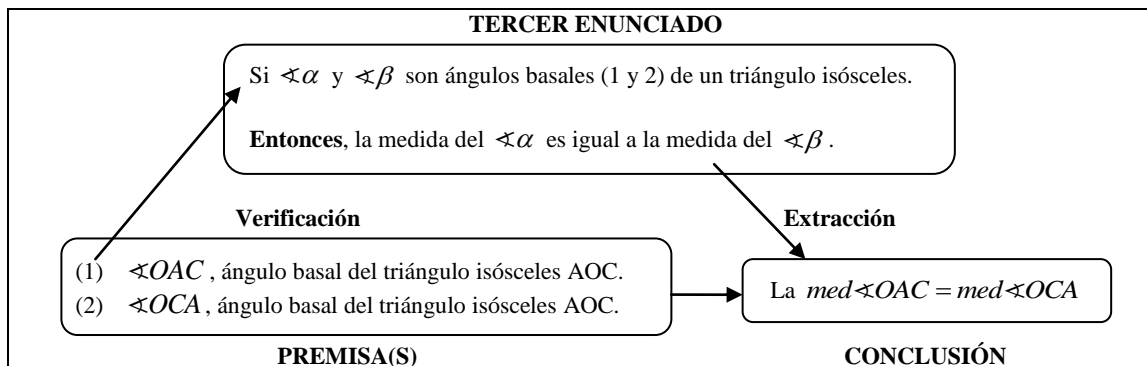 TERCER ENUNCIADO
Si ∢α y ∢β son ángulos basales (1 y 2) de un triángulo isósceles.
Entonces, la medida del ∢α es igual a la medida del ∢β.
Verificación
Extracción
(1) ∢OAC, ángulo basal del triángulo isósceles AOC.
(2) ∢OCA, ángulo basal del triángulo isósceles AOC.
La med∢OAC = med∢OCA
PREMISA(S)
CONCLUSIÓN